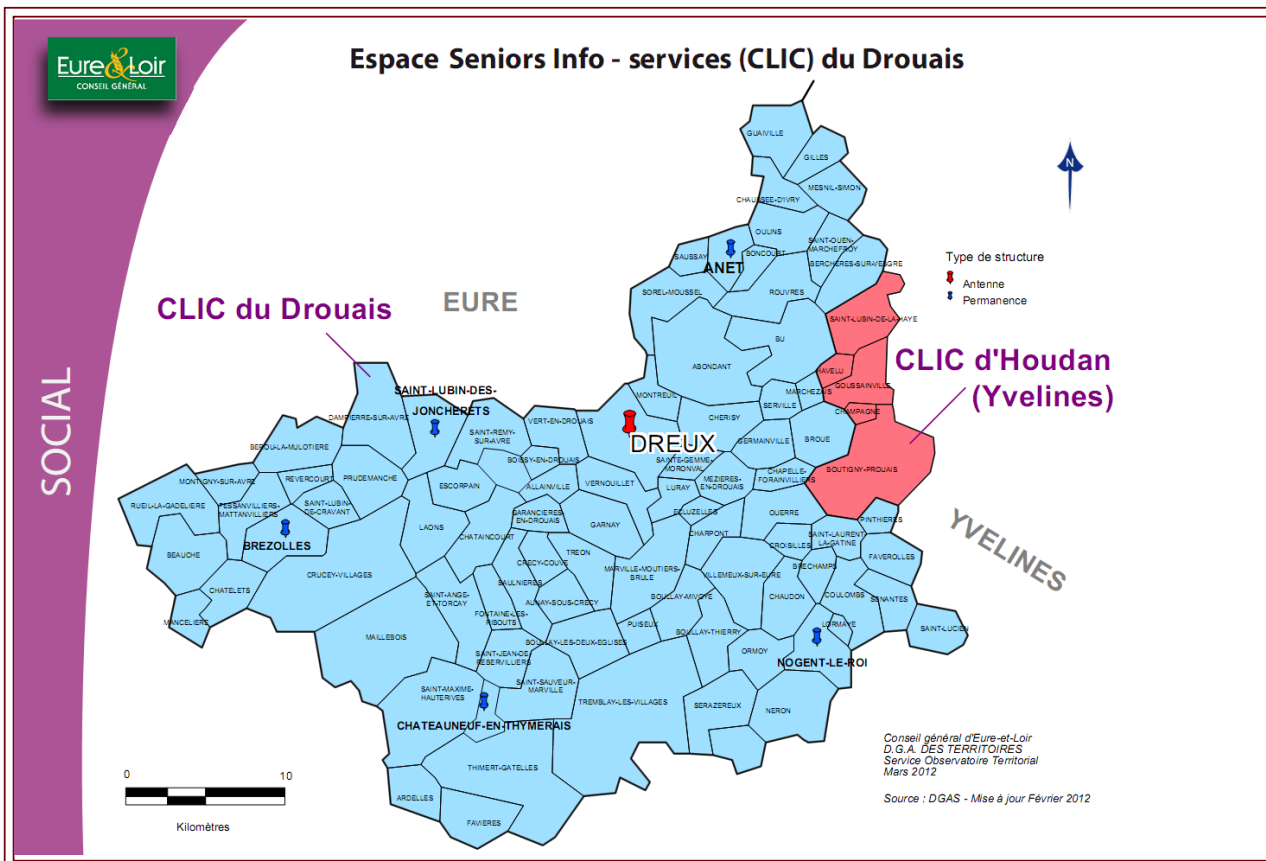 Eure & Loir
CONSEIL GÉNÉRAL
Espace Seniors Info - services (CLIC) du Drouais
SOCIAL
N
Type de structure
Antenne
Permanence
CLIC du Drouais
EURE
CLIC d'Houdan
(Yvelines)
YVELINES
GUAIVILLE
GILLES
MESNIL-SIMON
CHAUSSEE-D'IVRY
OULINS
SAINT-OUEN-
MARCHEFROY
BONCOURT
SAUSSAY
ANET
BERCHERES-SUR-VESGRE
SOREL-MOUSSEL
ROUVRES
SAINT-LUBIN-DE-LA-HAYE
BU
ABONDANT
HAVELU
GOUSSAINVILLE
MARCHEZAIS
SERVILLE
CHAMPAGNE
MONTREUIL
CHERISY
GERMAINVILLE
BROUE
SAINT-LUBIN-DES-
JONCHERETS
DAMPIERRE-SUR-AVRE
SAINT-REMY-
SUR-AVRE
VERT-EN-DROUAIS
DREUX
SAINTE-GEMME-
MORONVAL
BOUTIGNY-PROUAIS
CHAPELLE-
FORAINVILLIERS
MEZIERES-
EN-DROUAIS
BEROU-LA-MULOTIERE
BOISSY-EN-DROUAIS
REVERCOURT
PRUDEMANCHE
MONTIGNY-SUR-AVRE
ESCORPAIN
ALLAINVILLE
VERNOUILLET
LURAY
RUEIL-LA-GADELIERE
FESSANVILLIERS-
MATTANVILLIERS
SAINT-LUBIN-
DE-CRAVANT
GARANCIERES-
EN-DROUAIS
ECLUZELLES
OUERRE
PINTHIERES
LAONS
GARNAY
CHARPONT
SAINT-LAURENT
LA-GATINE
CROISILLES
BREZOLLES
CHATAINCOURT
BEAUCHE
TREON
CRECY-COUVE
FAVEROLLES
BRECHAMPS
MARVILLE-MOUTIERS-
BRULE
VILLEMEUX-SUR-EURE
CRUCEY-VILLAGES
SAULNIERES
CHATELETS
SAINT-ANGE-
ET-TORCAY
AUNAY-SOUS-CRECY
BOULLAY-MIVOYE
CHAUDON
COULOMBS
SENANTES
FONTAINE-LES-
RIBOUTS
MANCELIERE
PUISEUX
BOULLAY-THIERRY
LORMAYE
SAINT-LUCIEN
MAILLEBOIS
BOULLAY-LES-DEUX-EGLISES
ORMOY
NOGENT-LE-ROI
SAINT-JEAN-DE-
REBERVILLIERS
SAINT-SAUVEUR-
MARVILLE
SAINT-MAXIME-
HAUTERIVES
TREMBLAY-LES-VILLAGES
SERAZEREUX
NERON
CHATEAUNEUF-EN-THYMERAIS
THIMERT-GATELLES
ARDELLES
FAVIERES
0 10
Kilomètres
Conseil général d'Eure-et-Loir
D.G.A. DES TERRITOIRES
Service Observatoire Territorial
Mars 2012
Source : DGAS - Mise à jour Février 2012